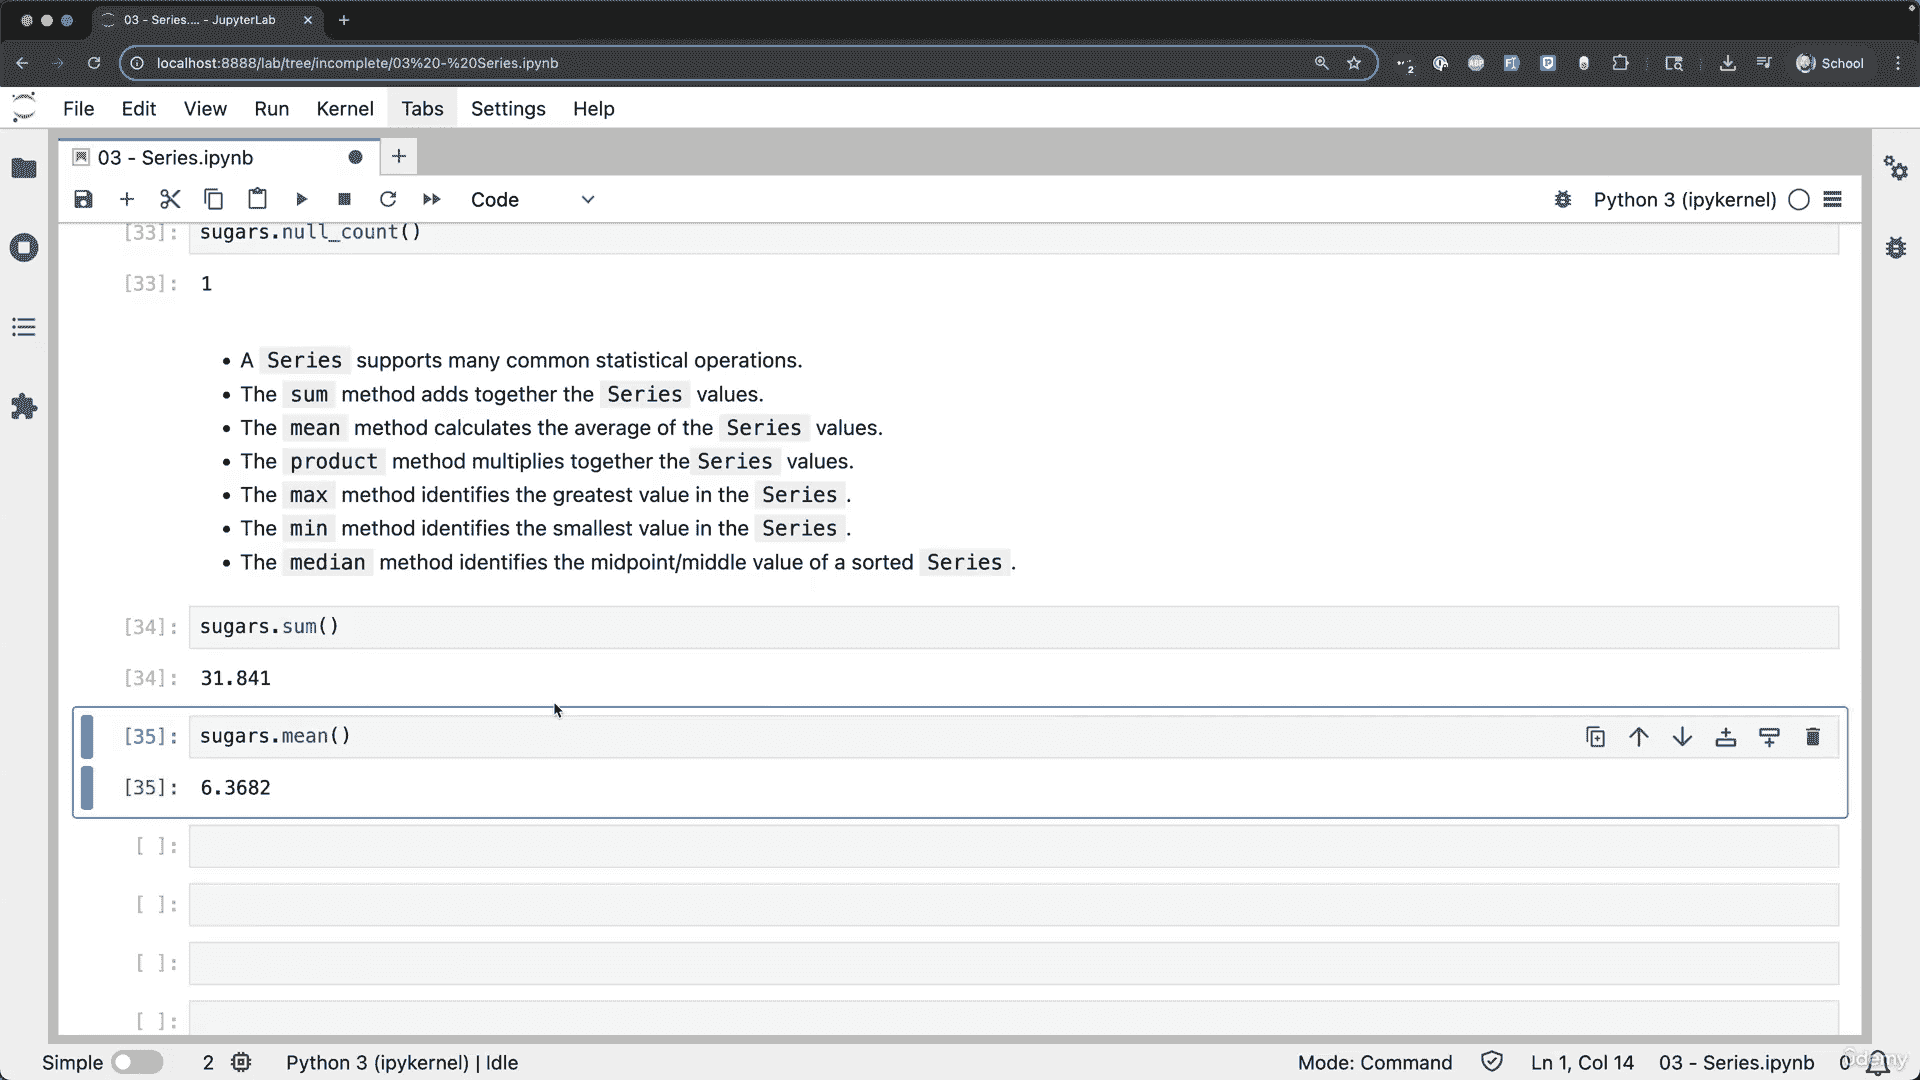 03 - Series.... - JupyterLab
localhost:8888/lab/tree/incomplete/03%20-%20Series.ipynb
2
ABP
School
File Edit View Run Kernel Tabs Settings Help
03 - Series.ipynb
Code
Python 3 (ipykernel)
[33]: sugars.null_count()
[33]: 1
• A Series supports many common statistical operations.
• The sum method adds together the Series values.
• The mean method calculates the average of the Series values.
• The product method multiplies together the Series values.
• The max method identifies the greatest value in the Series.
• The min method identifies the smallest value in the Series.
• The median method identifies the midpoint/middle value of a sorted Series.
[34]: sugars.sum()
[34]: 31.841
[35]: sugars.mean()
[35]: 6.3682
[ ]:
[ ]:
[ ]:
[ ]:
Simple 2 Python 3 (ipykernel) | Idle Mode: Command Ln 1, Col 14 03 - Series.ipynb 0
udemy